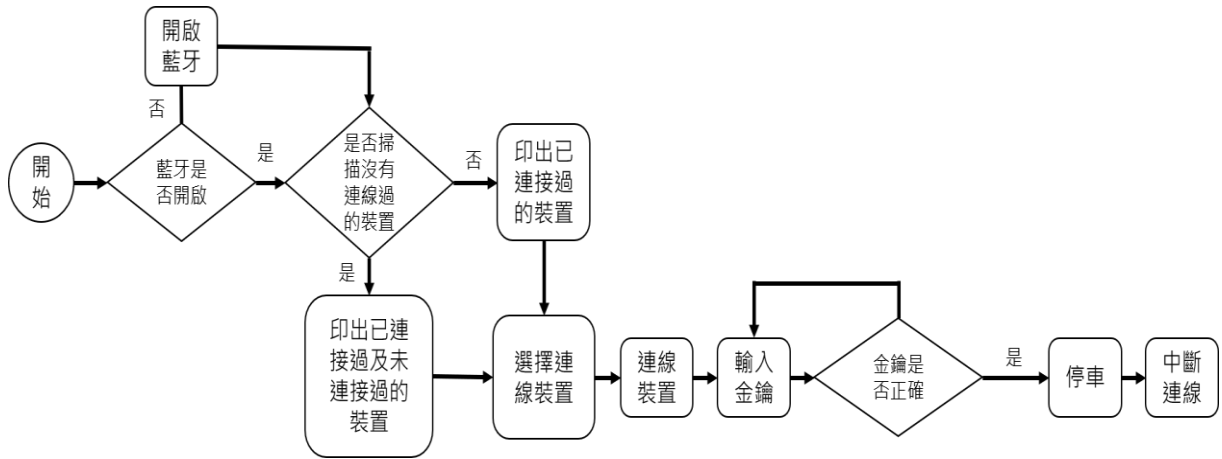 開啟
藍牙
否
開
始
藍牙是
否開啟
是
是否掃
描沒有
連線過
的裝置
否
印出已
連接過
的裝置
是
印出已連
接過及未
連接過的
裝置
選擇連
線裝置
連線
裝置
輸入
金鑰
金鑰是
否正確
是
停車
中斷
連線